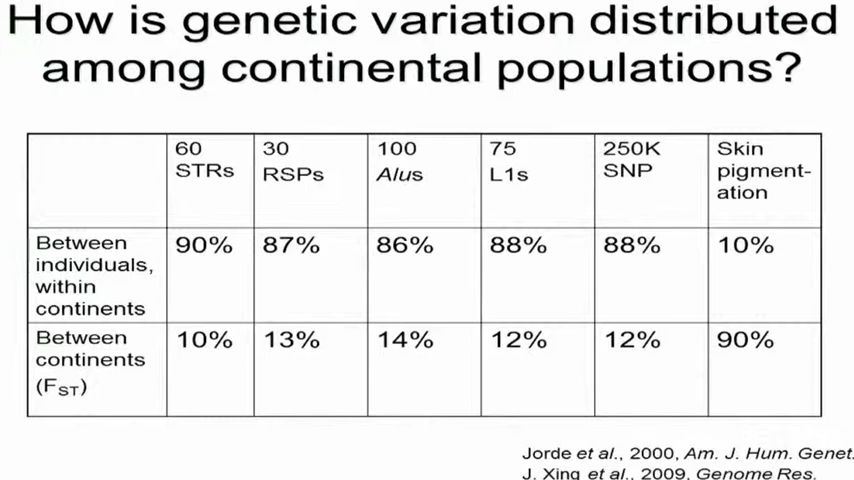 How is genetic variation distributed
among continental populations?
60 STRs
30 RSPs
100 Alus
75 L1s
250K SNP
Skin pigment-ation
Between individuals, within continents
90%
87%
86%
88%
88%
10%
Between continents (FST)
10%
13%
14%
12%
12%
90%
Jorde et al., 2000, Am. J. Hum. Genet.
J. Xing et al., 2009, Genome Res.